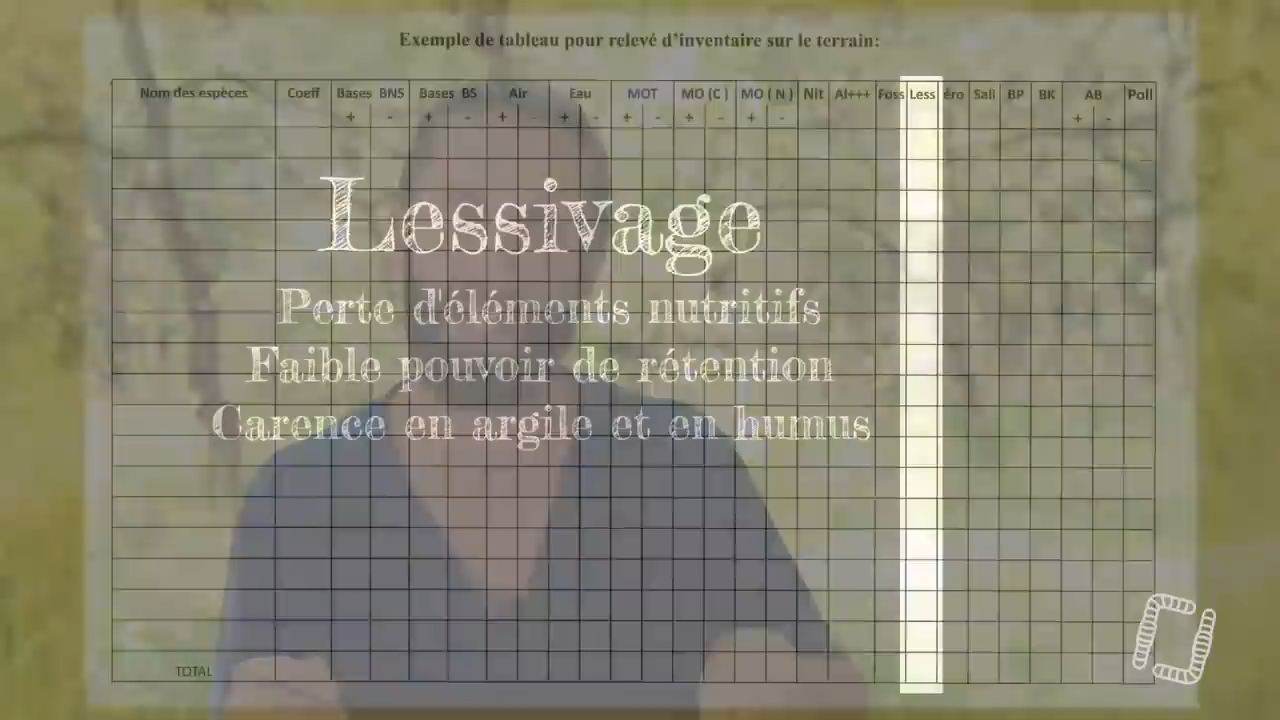 Exemple de tableau pour relevé d'inventaire sur le terrain:
Nom des espèces Coeff Bases BNS Bases BS Air Eau MOT MO (C ) MO ( N ) Nit Al+++ Foss Less éro Sali BP BK AB Poll
+ - + - + - + - + - + - + - + -
Lessivage
Perte d'éléments nutritifs
Faible pouvoir de rétention
Carence en argile et en humus
TOTAL